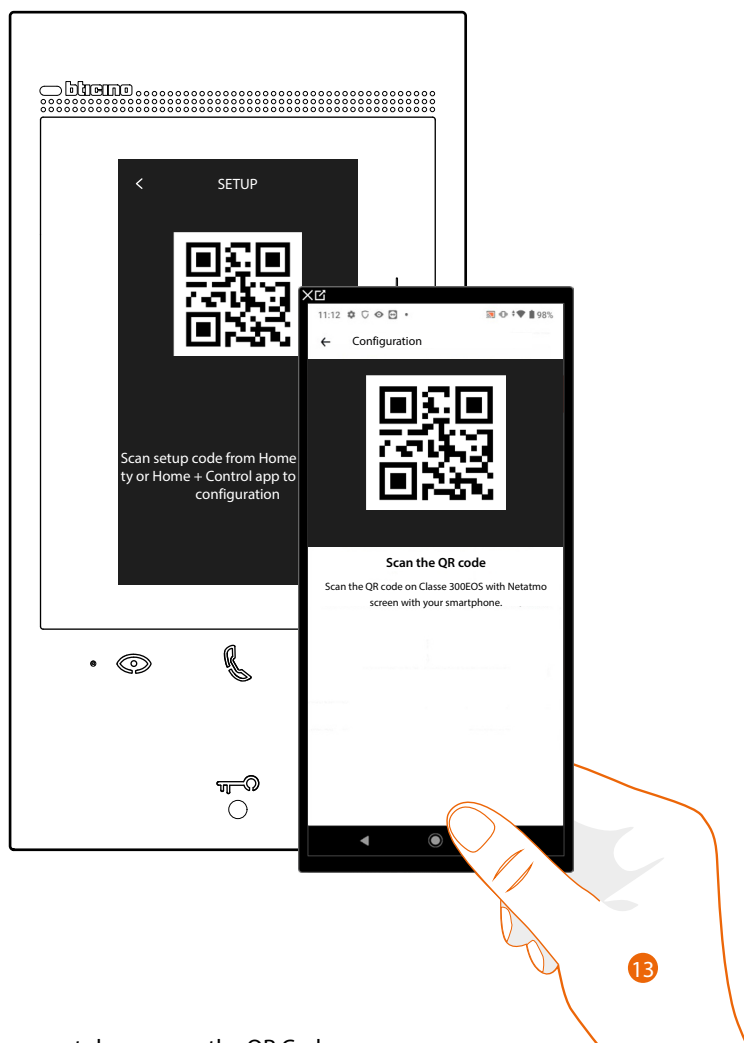 bticino
SETUP
Scan setup code from Home
ty or Home + Control app to
configuration
11:12
98%
Configuration
Scan the QR code
Scan the QR code on Classe 300EOS with Netatmo
screen with your smartphone.
13